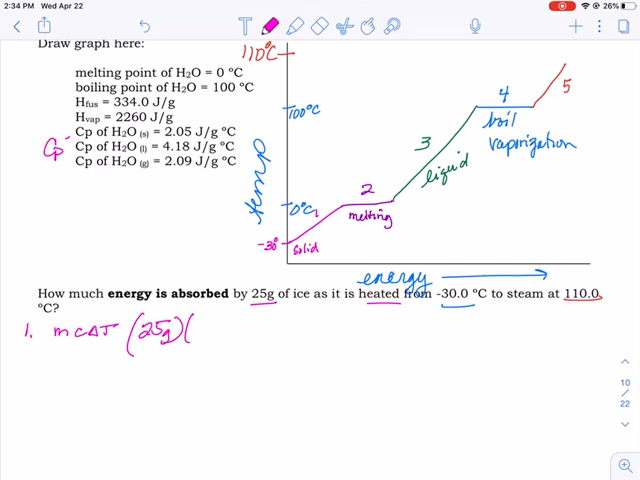 2:34 PM Wed Apr 22
26%
Draw graph here:
110°C
melting point of H2O = 0 ºC
boiling point of H2O = 100 ºC
Hfus = 334.0 J/g
Hvap = 2260 J/g
Cp of H2O (s) = 2.05 J/g ºC
Cp of H2O (l) = 4.18 J/g ºC
Cp of H2O (g) = 2.09 J/g ºC
Cp
temp
100°C
0°C
-30°
solid
2
melting
3
liquid
4
boil
vaporization
5
energy
How much energy is absorbed by 25g of ice as it is heated from -30.0 ºC to steam at 110.0
ºC?
1. mCΔT (25g)(
10
/
22